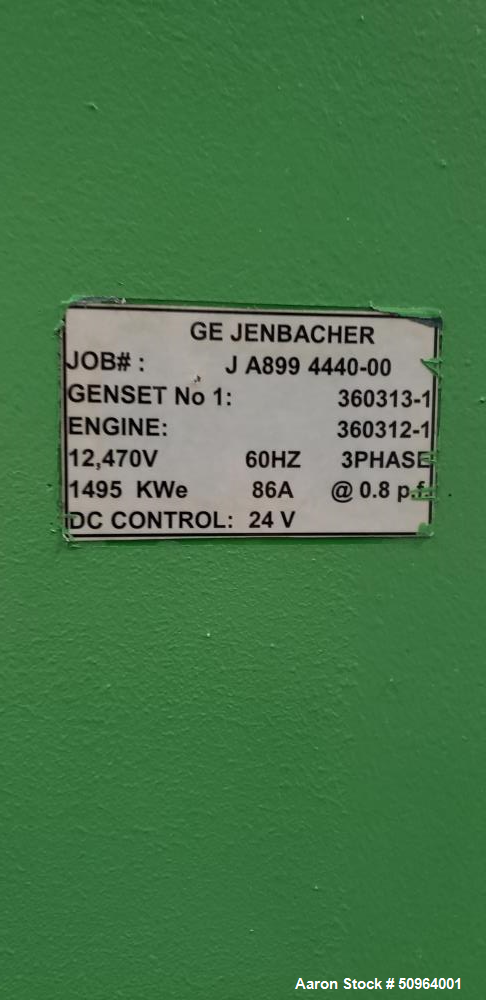 GE JENBACHER
JOB# : J A899 4440-00
GENSET No 1: 360313-1
ENGINE: 360312-1
12,470V 60HZ 3PHASE
1495 KWe 86A @ 0.8 p.f.
DC CONTROL: 24 V
Aaron Stock # 50964001